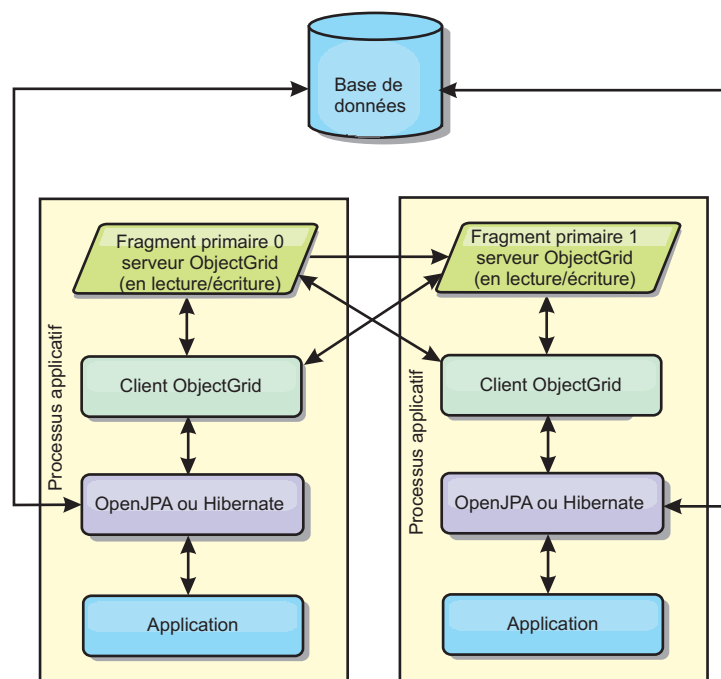 Base de
données
Fragment primaire 0
serveur ObjectGrid
(en lecture/écriture)
Client ObjectGrid
Processus applicatif
OpenJPA ou Hibernate
Application
Fragment primaire 1
serveur ObjectGrid
(en lecture/écriture)
Client ObjectGrid
Processus applicatif
OpenJPA ou Hibernate
Application